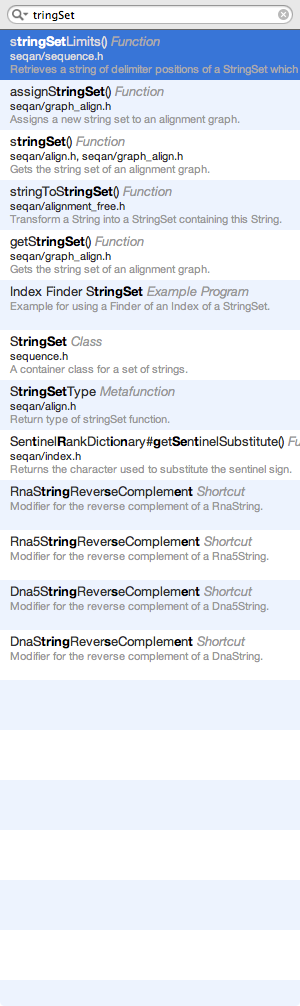 tringSet
stringSetLimits() Function
seqan/sequence.h
Retrieves a string of delimiter positions of a StringSet which
assignStringSet() Function
seqan/graph_align.h
Assigns a new string set to an alignment graph.
stringSet() Function
seqan/align.h, seqan/graph_align.h
Gets the string set of an alignment graph.
stringToStringSet() Function
seqan/alignment_free.h
Transform a String into a StringSet containing this String.
getStringSet() Function
seqan/graph_align.h
Gets the string set of an alignment graph.
Index Finder StringSet Example Program
Example for using a Finder of an Index of a StringSet.
StringSet Class
sequence.h
A container class for a set of strings.
StringSetType Metafunction
seqan/align.h
Return type of stringSet function.
SentinelRankDictionary#getSentinelSubstitute() Fu
seqan/index.h
Returns the character used to substitute the sentinel sign.
RnaStringReverseComplement Shortcut
Modifier for the reverse complement of a RnaString.
Rna5StringReverseComplement Shortcut
Modifier for the reverse complement of a Rna5String.
Dna5StringReverseComplement Shortcut
Modifier for the reverse complement of a Dna5String.
DnaStringReverseComplement Shortcut
Modifier for the reverse complement of a DnaString.